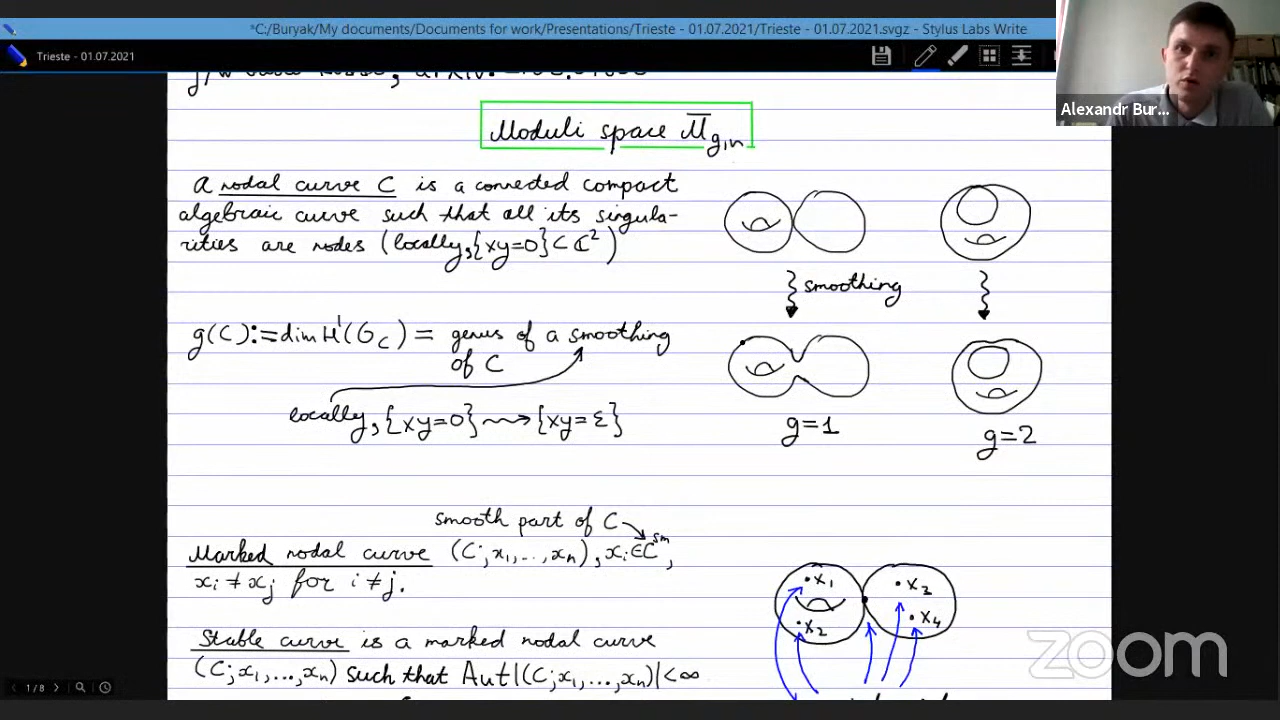 *C:/Buryak/My documents/Documents for work/Presentations/Trieste - 01.07.2021/Trieste - 01.07.2021.svgz - Stylus Labs Write
Trieste - 01.07.2021
Alexandr Bur...
Moduli space M̅g,n
A nodal curve C is a connected compact
algebraic curve such that all its singula-
rities are nodes (locally, {xy=0}⊂ℂ²)
smoothing
g(C):=dim H¹(O_C) = genus of a smoothing
of C
locally, {xy=0} ⇝ {xy=ε}
g=1
g=2
smooth part of C
Marked nodal curve (C; x₁,..,xₙ), xᵢ∈C^sm,
xᵢ≠xⱼ for i≠j.
x₁
x₃
x₂
x₄
Stable curve is a marked nodal curve
(C; x₁,...,xₙ) such that Aut|(C; x₁,...,xₙ)|<∞
1/8
zoom